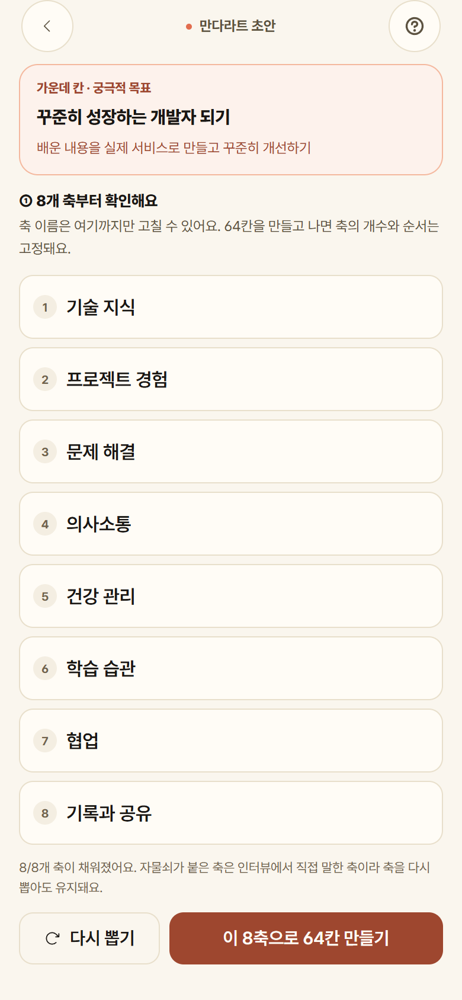 만다라트 초안
가운데 칸 · 궁극적 목표
꾸준히 성장하는 개발자 되기
배운 내용을 실제 서비스로 만들고 꾸준히 개선하기
① 8개 축부터 확인해요
축 이름은 여기까지만 고칠 수 있어요. 64칸을 만들고 나면 축의 개수와 순서는
고정돼요.
1 기술 지식
2 프로젝트 경험
3 문제 해결
4 의사소통
5 건강 관리
6 학습 습관
7 협업
8 기록과 공유
8/8개 축이 채워졌어요. 자물쇠가 붙은 축은 인터뷰에서 직접 말한 축이라 축을 다시
뽑아도 유지돼요.
다시 뽑기
이 8축으로 64칸 만들기